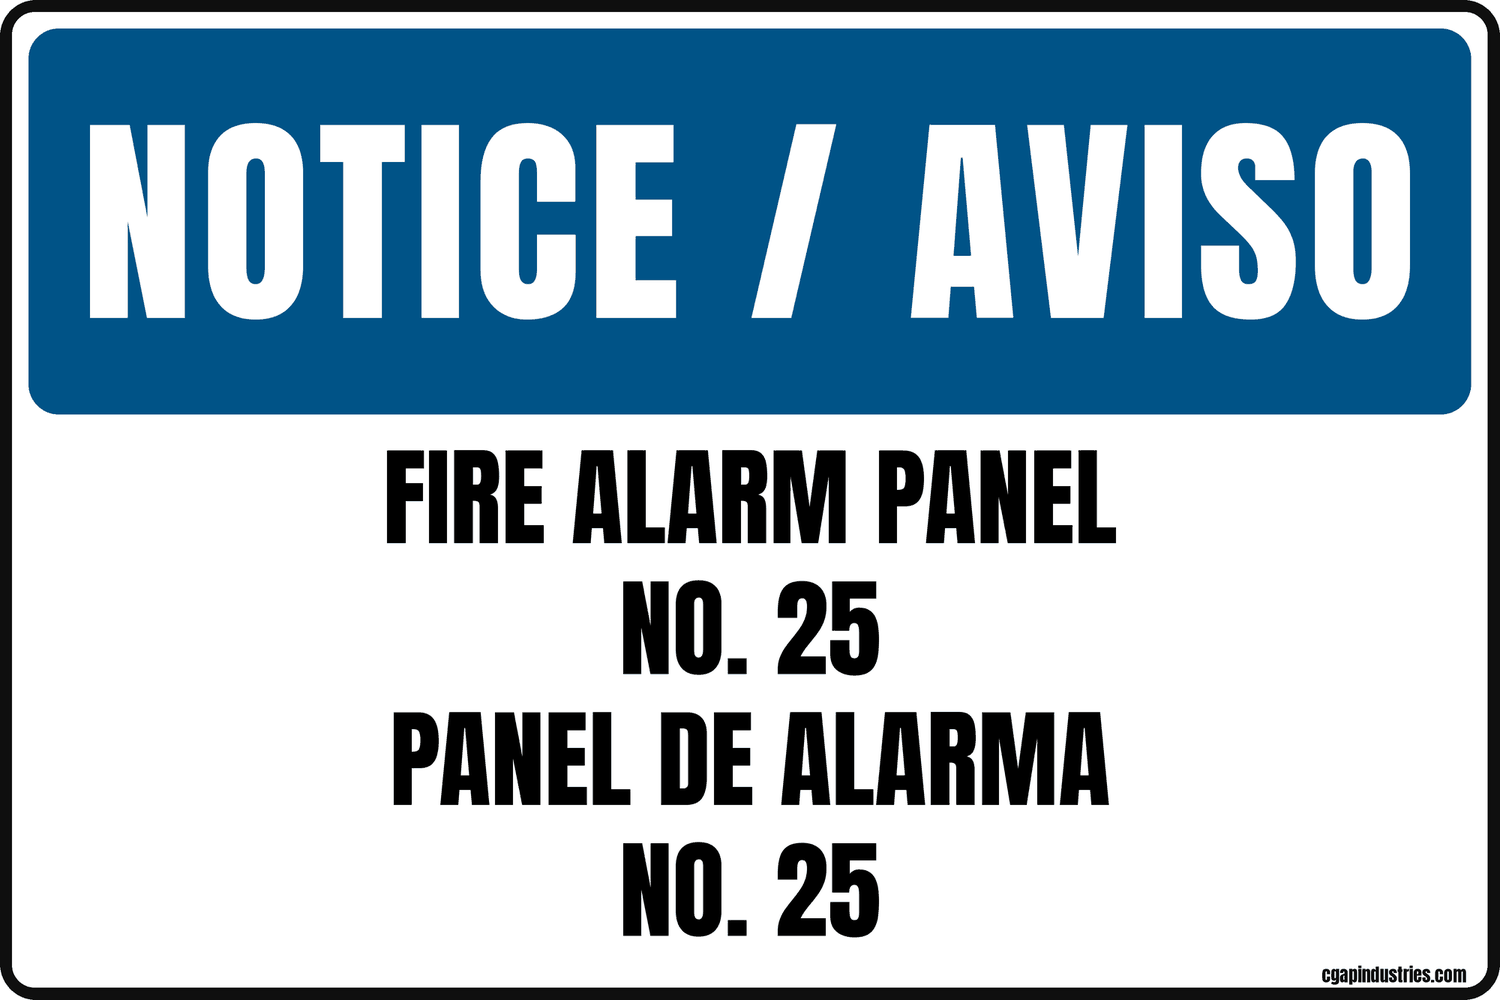 NOTICE / AVISO
FIRE ALARM PANEL
NO. 25
PANEL DE ALARMA
NO. 25
cgapindustries.com